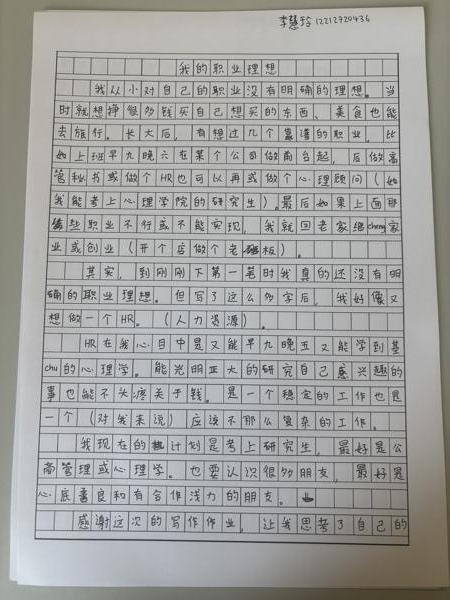 李慧玲 12212720436
我的职业理想
我从小对自己的职业没有明确的理想。当
时就想挣很多钱买自己想买的东西、美食也能
去旅行。长大后,有想过几个靠谱的职业,比
如上班早九晚六在某个公司做前台起,后做高
管秘书或做个HR也可以再或做个心理顾问(如
我能考上心理学院的研究生)。最后如果上面那
些职业不行或不能实现,我就回老家继cheng家
业或创业(开个店做个老板)。
其实,到刚刚下第一笔时我真的还没有明
确的职业理想。但写了这么多字后,我好像又
想做一个HR。(人力资源)。
HR在我心目中是又能早九晚五又能学到基
chu的心理学。能光明正大的研究自己感兴趣的
事也能不头疼关于钱。是一个稳定的工作也是
一个(对我来说)应该不那么复杂的工作。
我现在的计划是考上研究生,最好是公
商管理或心理学。也要认识很多朋友,最好是
心底善良和有合作浅力的朋友。
感谢这次的写作作业,让我思考了自己的